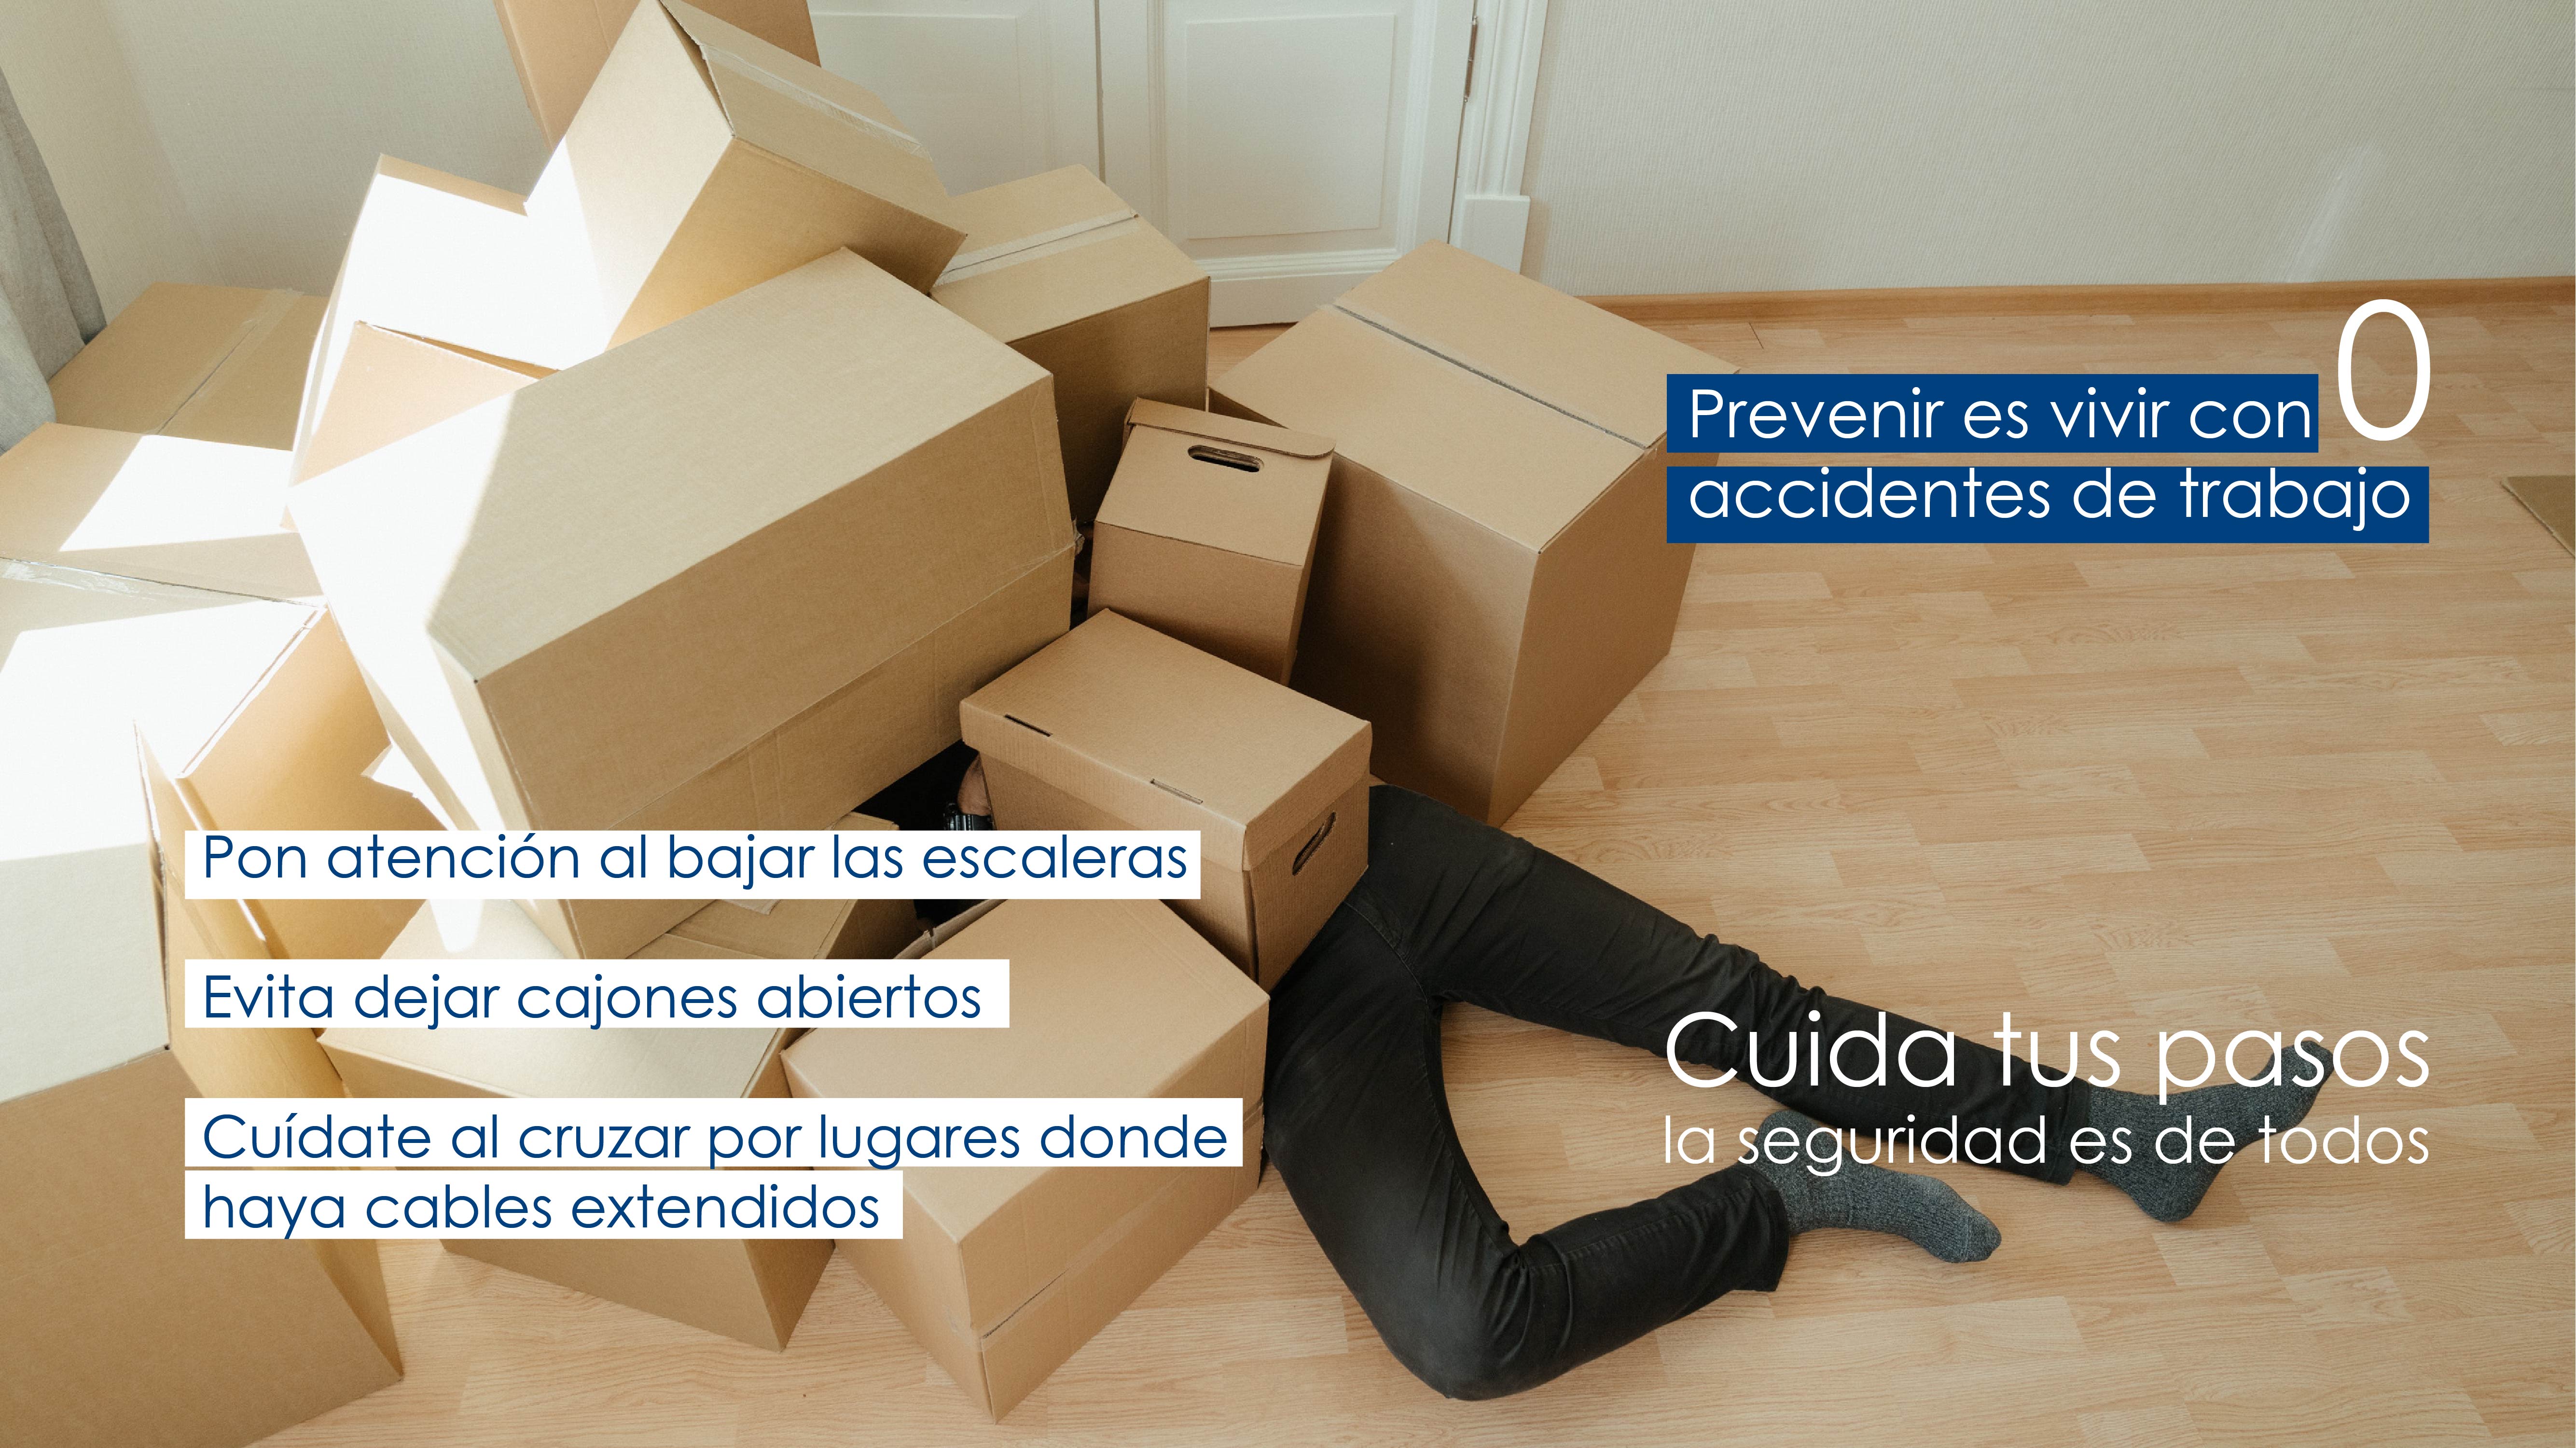 Prevenir es vivir con 0
accidentes de trabajo
Pon atención al bajar las escaleras
Evita dejar cajones abiertos
Cuídate al cruzar por lugares donde
haya cables extendidos
Cuida tus pasos
la seguridad es de todos